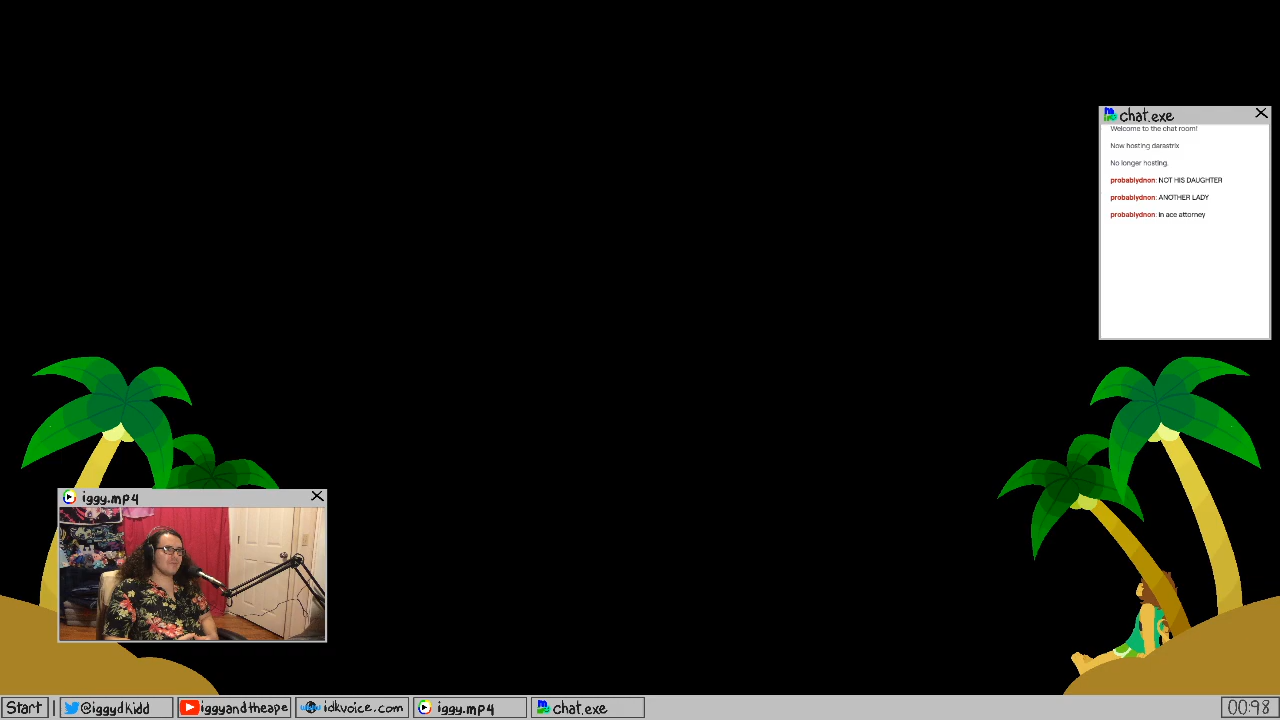 chat.exe
Welcome to the chat room!
Now hosting darastrix
No longer hosting.
probablydnon: NOT HIS DAUGHTER
probablydnon: ANOTHER LADY
probablydnon: in ace attorney
iggy.mp4
Start | @iggydkidd iggyandtheape www idkvoice.com iggy.mp4 chat.exe 00:98